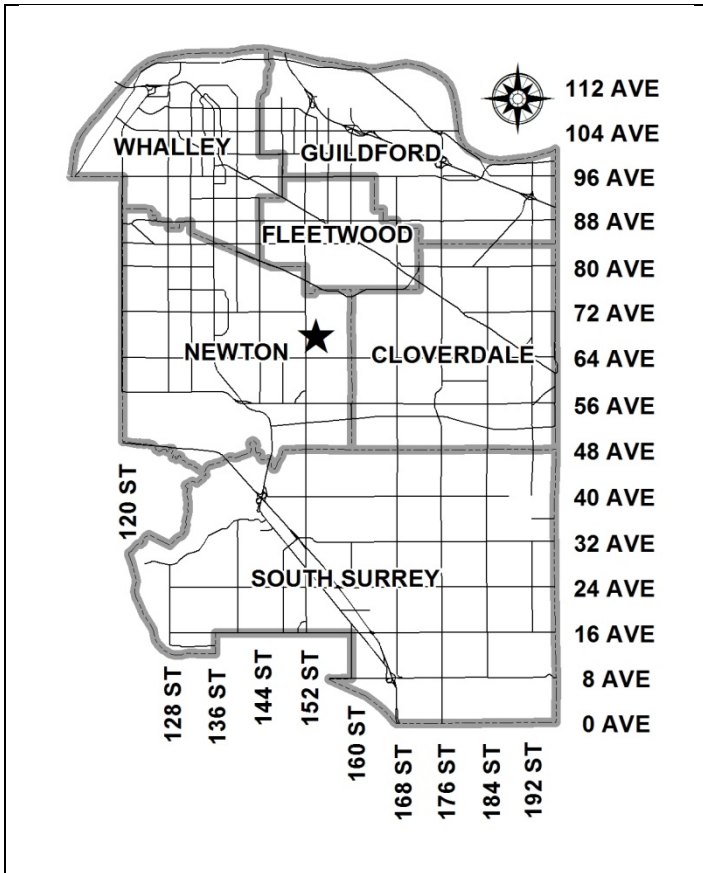 112 AVE
104 AVE
WHALLEY
GUILDFORD
96 AVE
88 AVE
FLEETWOOD
80 AVE
72 AVE
NEWTON
CLOVERDALE
64 AVE
56 AVE
48 AVE
120 ST
40 AVE
32 AVE
SOUTH SURREY
24 AVE
16 AVE
8 AVE
0 AVE
128 ST
136 ST
144 ST
152 ST
160 ST
168 ST
176 ST
184 ST
192 ST